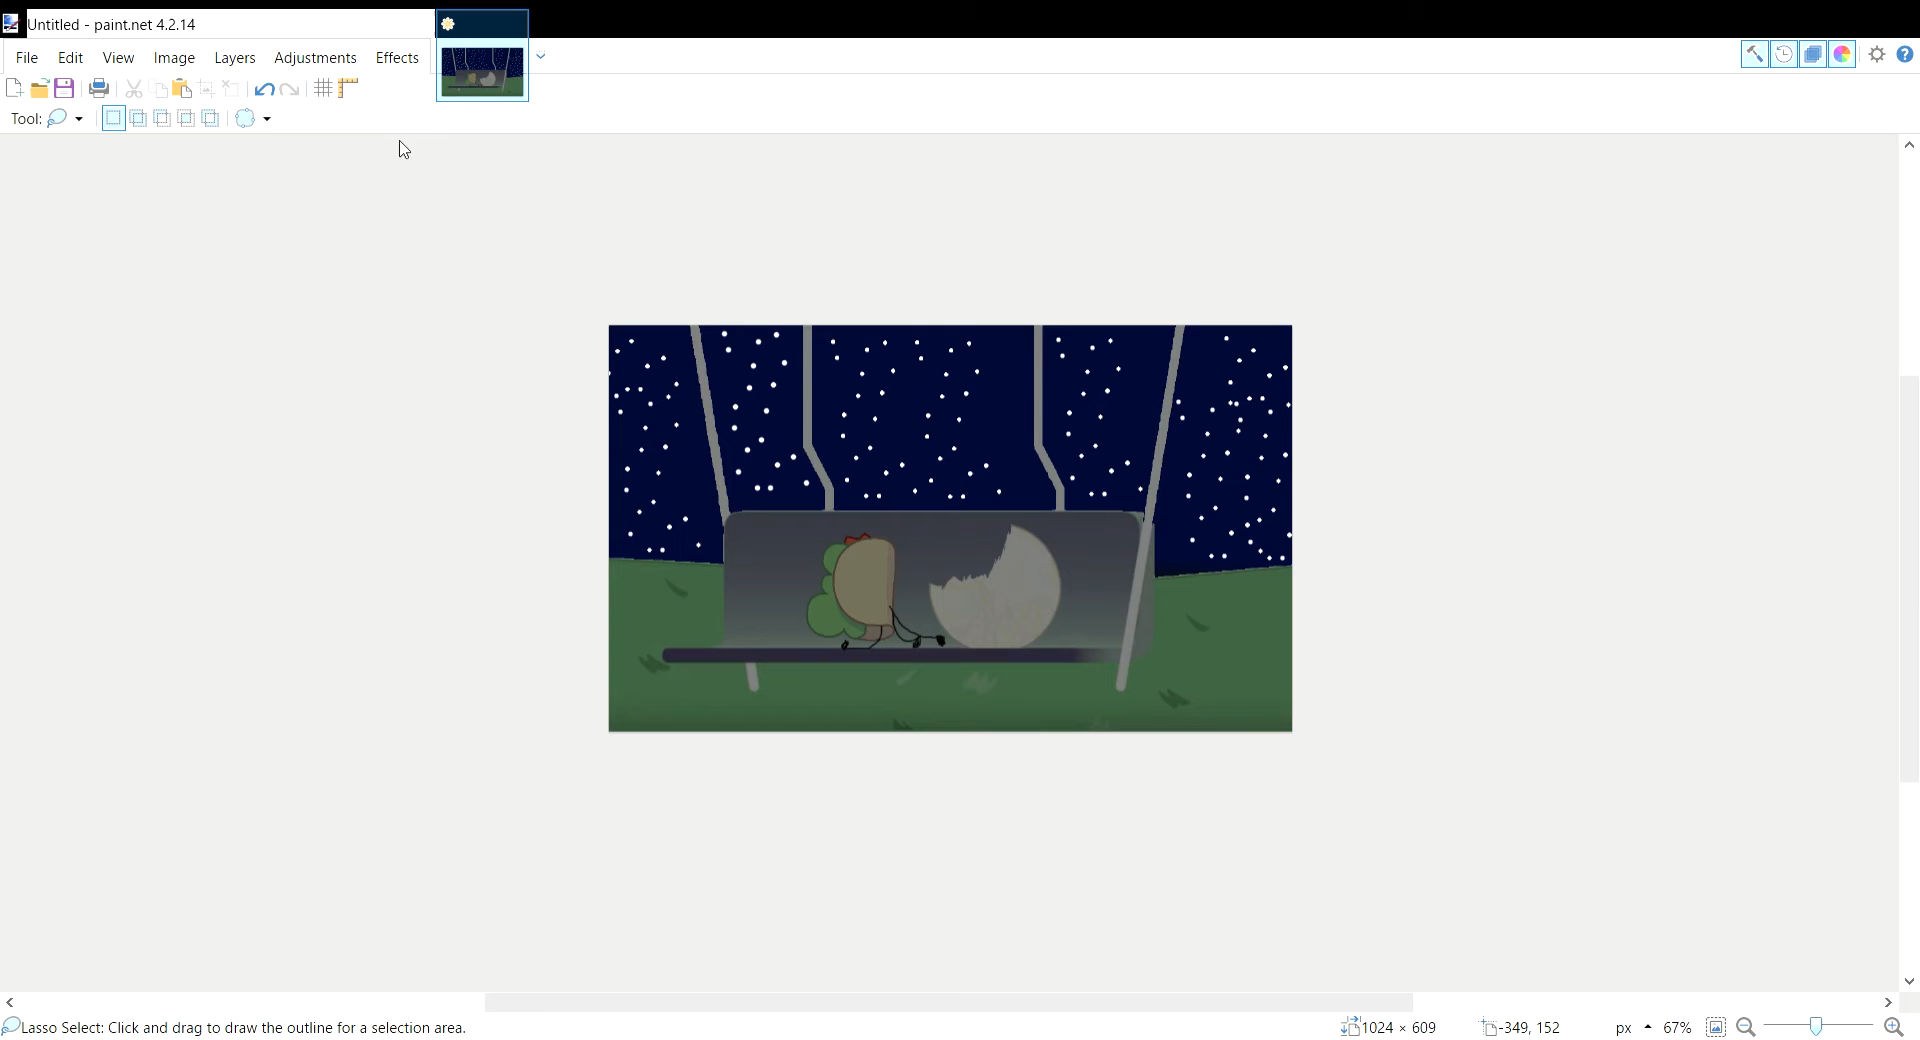 Untitled - paint.net 4.2.14
File Edit View Image Layers Adjustments Effects
Tool:
Lasso Select: Click and drag to draw the outline for a selection area.
1024 × 609
-349, 152
px
67%